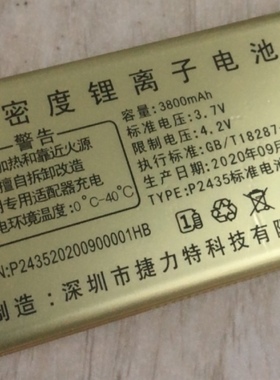 密度锂离子电池
警告
加热和靠近火源
擅自拆卸改造
用专用适配器充电
电环境温度:0°C-40°C
容量:3800mAh
标准电压:3.7V
限制电压:4.2V
执行标准:GB/T18287
制造日期:2020年09月
TYPE:P2435标准电池
N:P243520200900001HB
制造:深圳市捷力特科技有